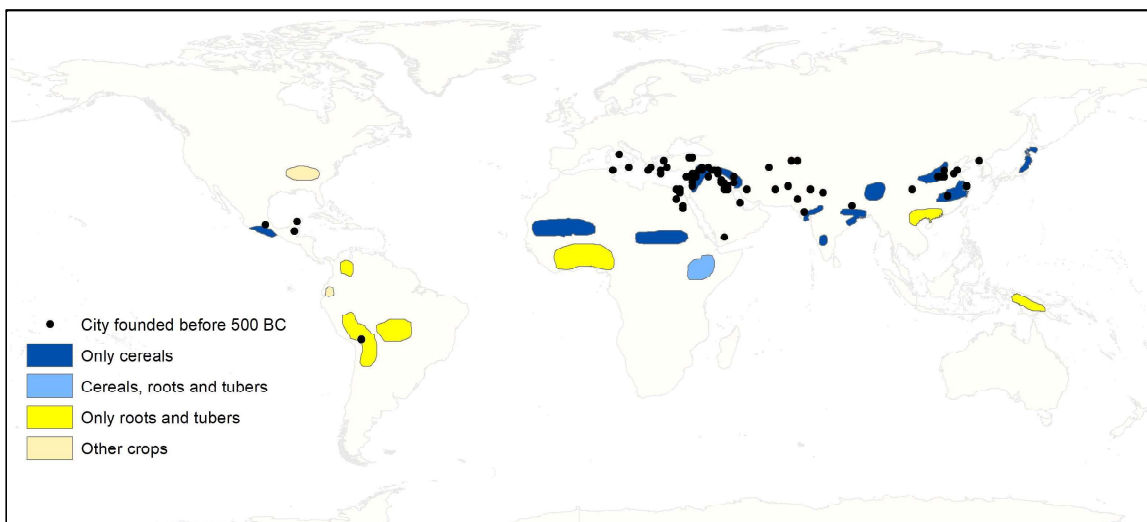 City founded before 500 BC
Only cereals
Cereals, roots and tubers
Only roots and tubers
Other crops